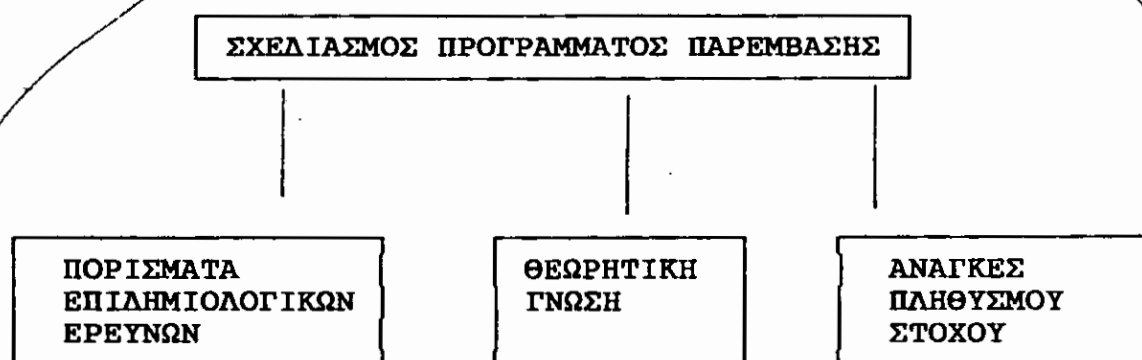 ΣΧΕΔΙΑΣΜΟΣ ΠΡΟΓΡΑΜΜΑΤΟΣ ΠΑΡΕΜΒΑΣΗΣ
ΠΟΡΙΣΜΑΤΑ
ΕΠΙΔΗΜΙΟΛΟΓΙΚΩΝ
ΕΡΕΥΝΩΝ
ΘΕΩΡΗΤΙΚΗ
ΓΝΩΣΗ
ΑΝΑΓΚΕΣ
ΠΛΗΘΥΣΜΟΥ
ΣΤΟΧΟΥ